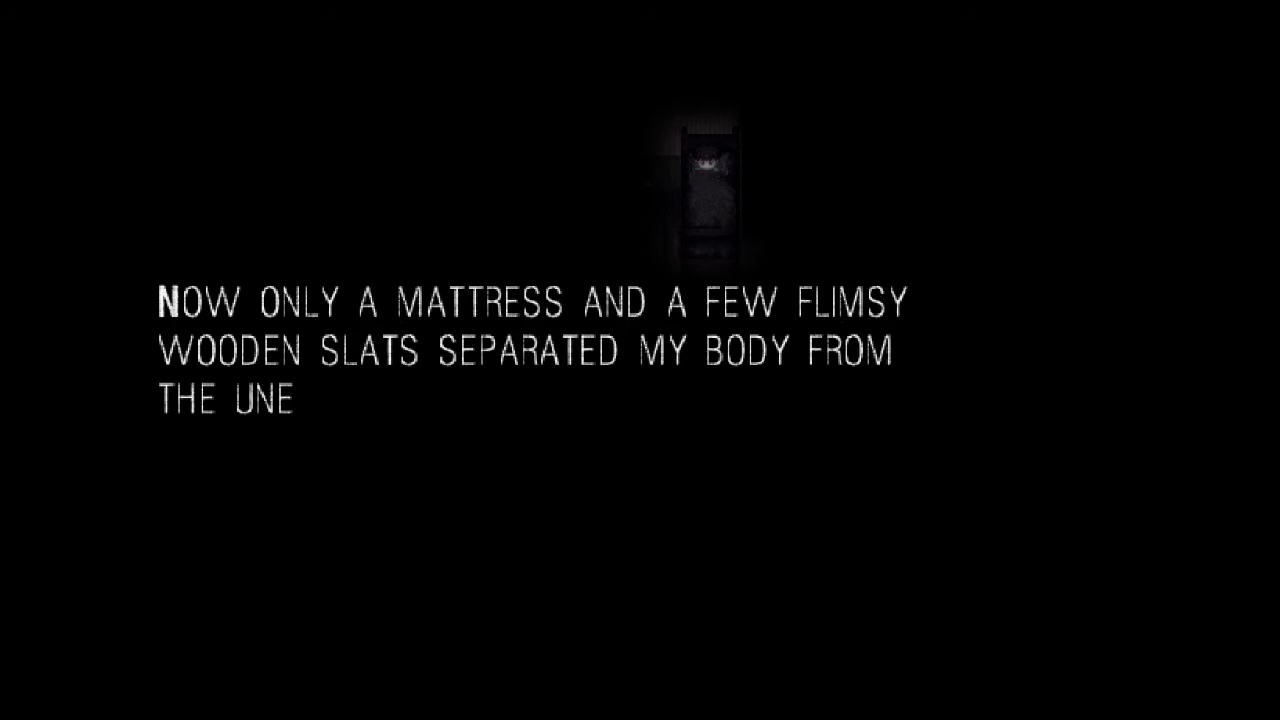 NOW ONLY A MATTRESS AND A FEW FLIMSY
WOODEN SLATS SEPARATED MY BODY FROM
THE UNE